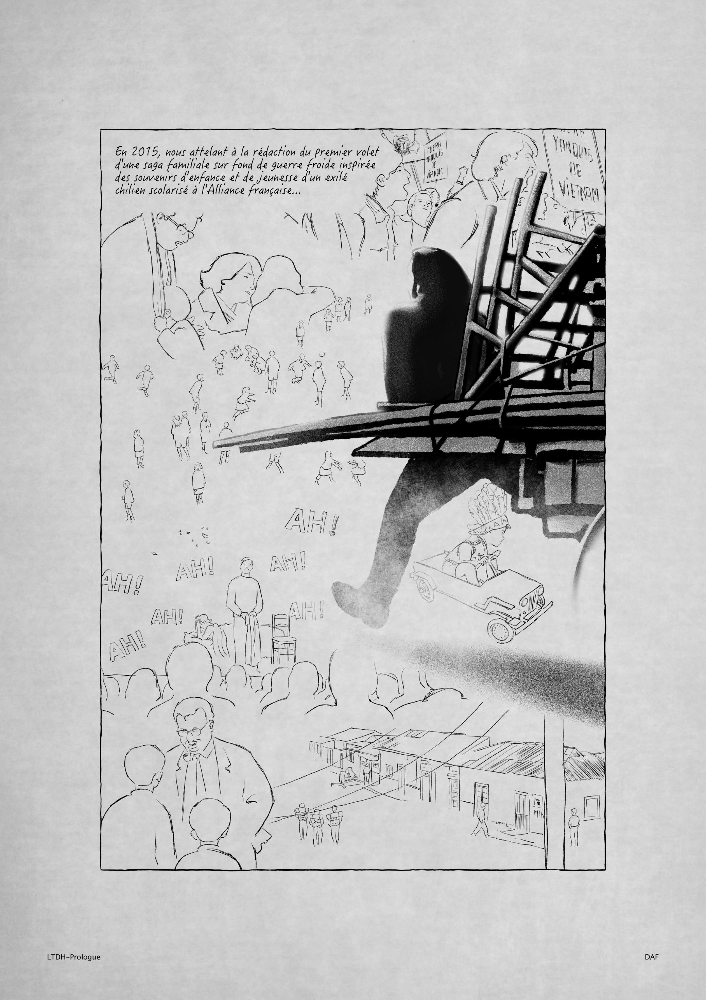 En 2015, nous attelant à la rédaction du premier volet
d'une saga familiale sur fond de guerre froide inspirée
des souvenirs d'enfance et de jeunesse d'un exilé
chilien scolarisé à l'Alliance française...
FUERA
YANQUIS
DE
VIETNAM
YANQUIS
DE
VIETNAM
AH!
AH!
AH!
AH!
AH!
AH!
AH!
MIR
LTDH-Prologue
DAF